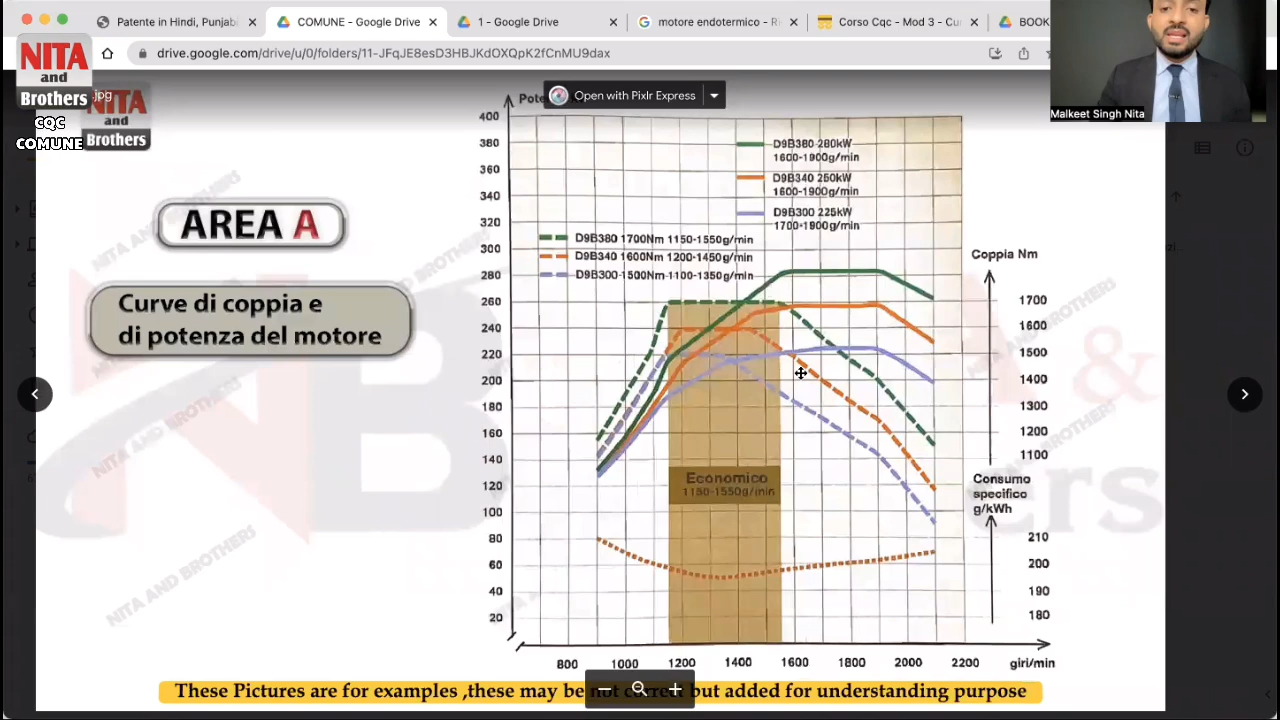 Patente in Hindi, Punjab
COMUNE - Google Drive
1 - Google Drive
motore endotermico - Ri
Corso Cqc - Mod 3 - Cu
BOOK
drive.google.com/drive/u/0/folders/11-JFqJE8esD3HBJKdOXQpK2fCnMU9dax
NITA
and
Brothers
.jpg
CQC
COMUNE
NITA
and
Brothers
Open with Pixlr Express
Malkeet Singh Nita
AREA A
Curve di coppia e
di potenza del motore
400
380
360
340
320
300
280
260
240
220
200
180
160
140
120
100
80
60
40
20
D9B380 280kW
1600-1900g/min
D9B340 250kW
1600-1900g/min
D9B300 225kW
1700-1900g/min
D9B380 1700Nm 1150-1550g/min
D9B340 1600Nm 1200-1450g/min
D9B300 1500Nm 1100-1350g/min
Coppia Nm
1700
1600
1500
1400
1300
1200
1100
Economico
1150-1550g/min
Consumo
specifico
g/kWh
210
200
190
180
800 1000 1200 1400 1600 1800 2000 2200 giri/min
These Pictures are for examples ,these may be not correct but added for understanding purpose
NITA AND BROTHERS